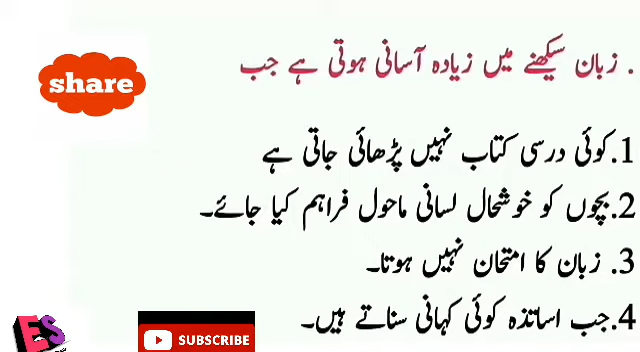 . زبان سیکھنے میں زیادہ آسانی ہوتی ہے جب
share
1.کوئی درسی کتاب نہیں پڑھائی جاتی ہے
2.بچوں کو خوشحال لسانی ماحول فراہم کیا جائے۔
3. زبان کا امتحان نہیں ہوتا۔
4.جب اساتذہ کوئی کہانی سناتے ہیں۔
ES
SUBSCRIBE